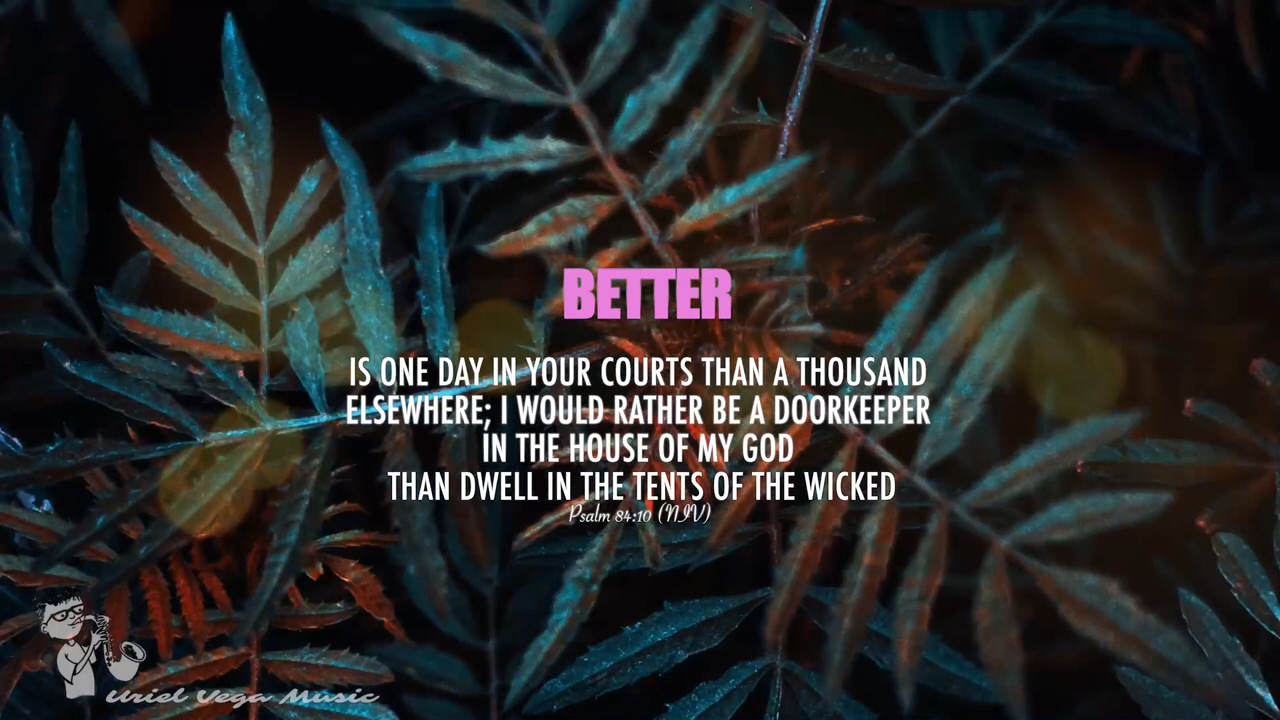 BETTER
IS ONE DAY IN YOUR COURTS THAN A THOUSAND
ELSEWHERE; I WOULD RATHER BE A DOORKEEPER
IN THE HOUSE OF MY GOD
THAN DWELL IN THE TENTS OF THE WICKED
Psalm 84:10 (NIV)
Uriel Vega Music